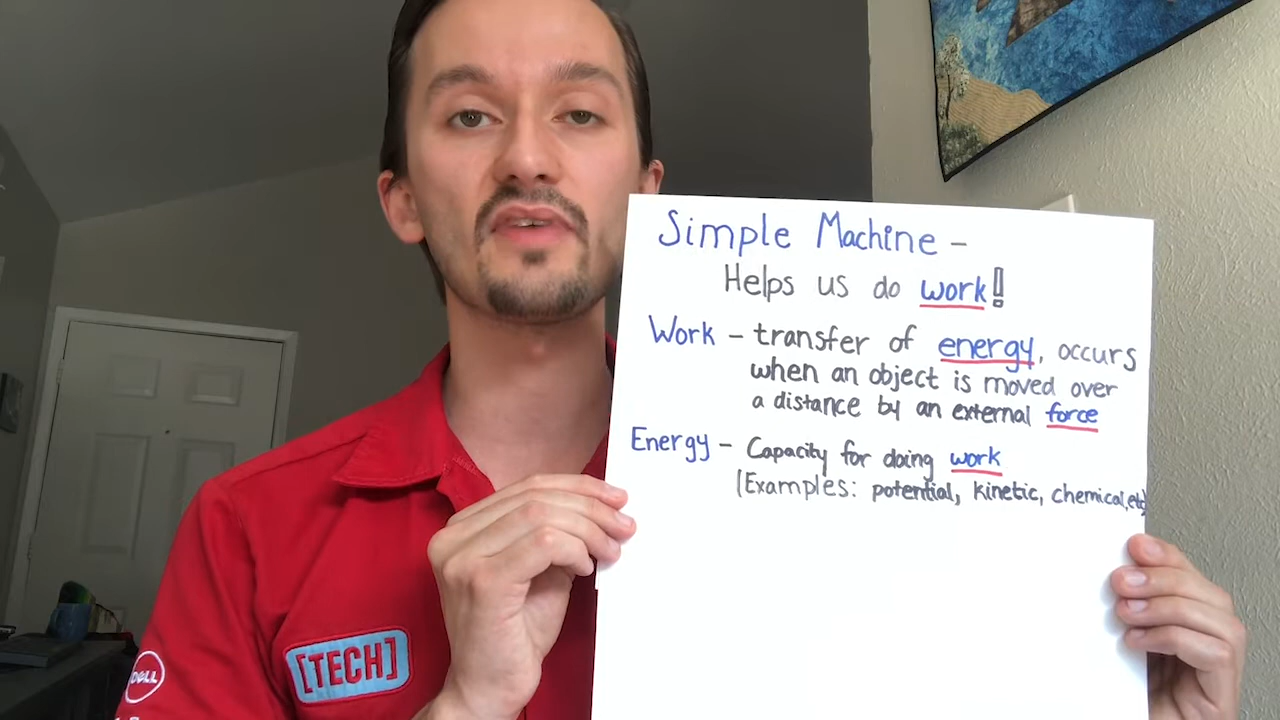 Simple Machine -
Helps us do work!
Work - transfer of energy, occurs
when an object is moved over
a distance by an external force
Energy - Capacity for doing work
(Examples: potential, kinetic, chemical, etc)
[TECH]
DELL